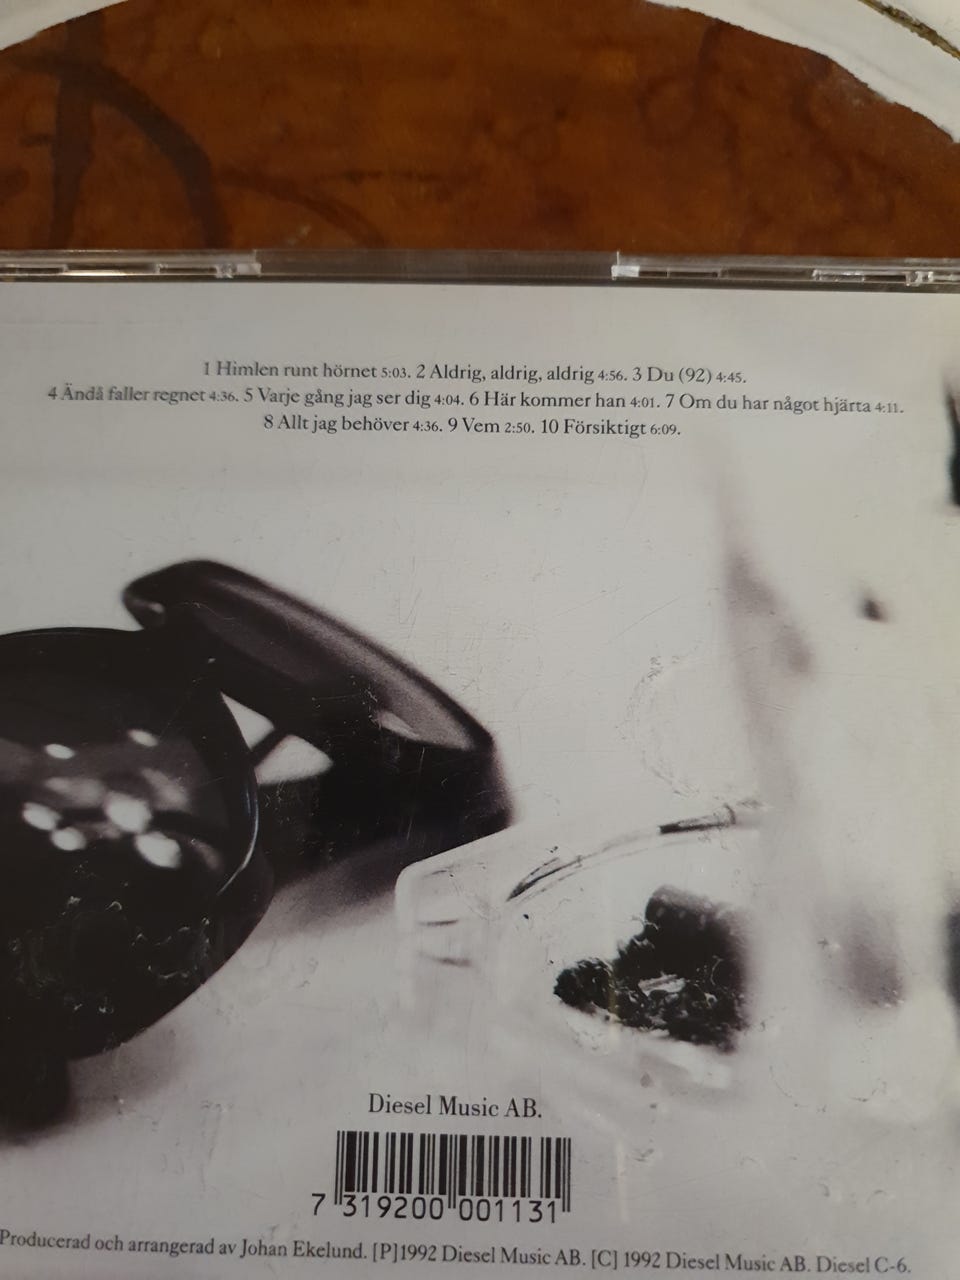 1 Himlen runt hörnet 5:03. 2 Aldrig, aldrig, aldrig 4:56. 3 Du (92) 4:45.
4 Ändå faller regnet 4:36. 5 Varje gång jag ser dig 4:04. 6 Här kommer han 4:01. 7 Om du har något hjärta 4:11.
8 Allt jag behöver 4:36. 9 Vem 2:50. 10 Försiktigt 6:09.
Diesel Music AB.
7 319200 001131
Producerad och arrangerad av Johan Ekelund. [P]1992 Diesel Music AB. [C] 1992 Diesel Music AB. Diesel C-6.